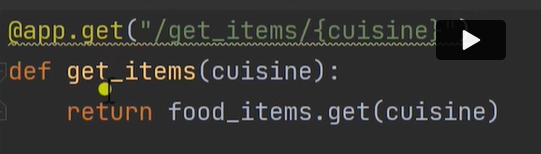 @app.get("/get_items/{cuisine}")
def get_items(cuisine):
    return food_items.get(cuisine)